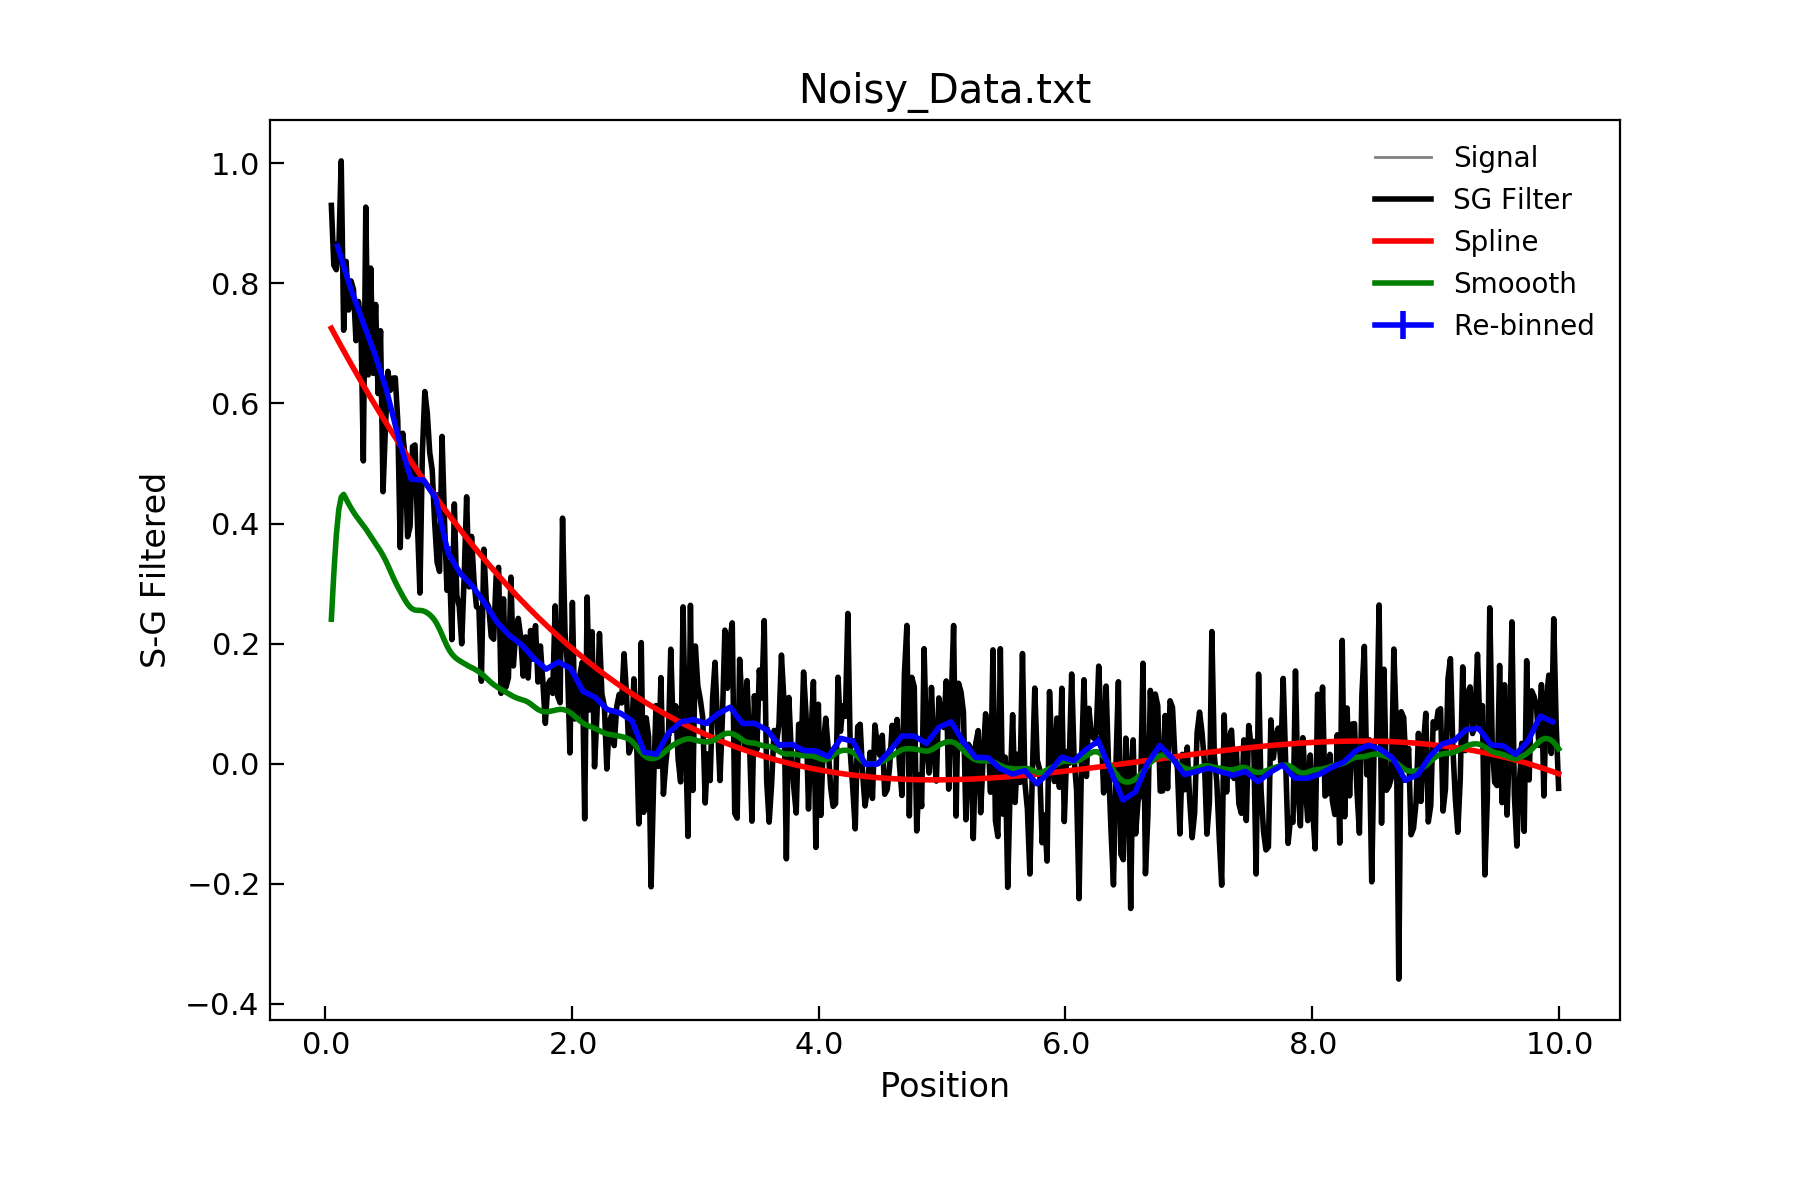 Noisy_Data.txt
Signal
SG Filter
Spline
Smoooth
Re-binned
1.0
0.8
0.6
0.4
0.2
0.0
−0.2
−0.4
S-G Filtered
0.0 2.0 4.0 6.0 8.0 10.0
Position